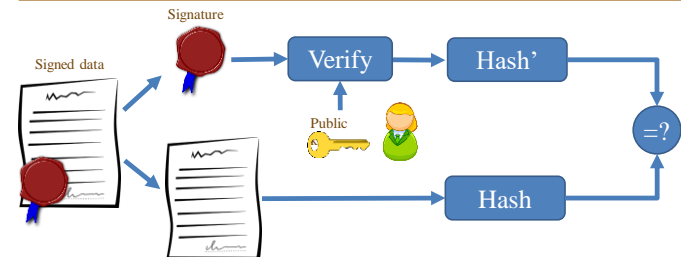 Signature
Signed data
Verify
Hash’
Public
=?
Hash